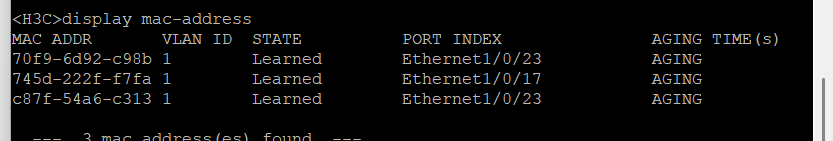 <H3C>display mac-address
MAC ADDR VLAN ID STATE PORT INDEX AGING TIME(s)
70f9-6d92-c98b 1 Learned Ethernet1/0/23 AGING
745d-222f-f7fa 1 Learned Ethernet1/0/17 AGING
c87f-54a6-c313 1 Learned Ethernet1/0/23 AGING
--- 3 mac address(es) found ---